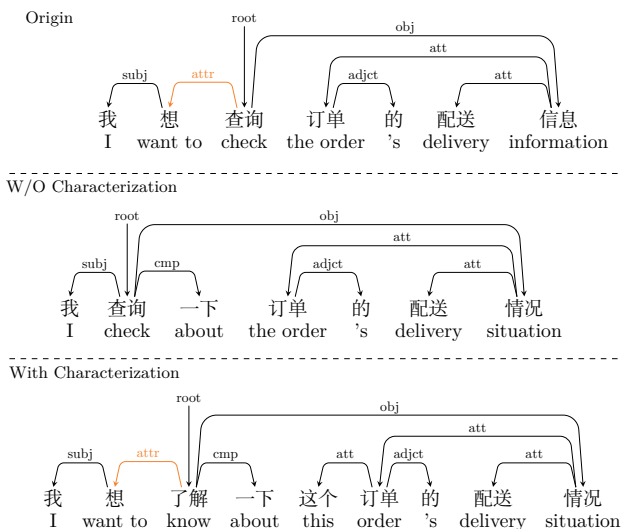 Origin
root
obj
att
subj attr adjct att
我 想 查询 订单 的 配送 信息
I want to check the order 's delivery information
W/O Characterization
root
obj
att
subj cmp adjct att
我 查询 一下 订单 的 配送 情况
I check about the order 's delivery situation
With Characterization
root
obj
att
subj attr cmp att adjct att
我 想 了解 一下 这个 订单 的 配送 情况
I want to know about this order 's delivery situation